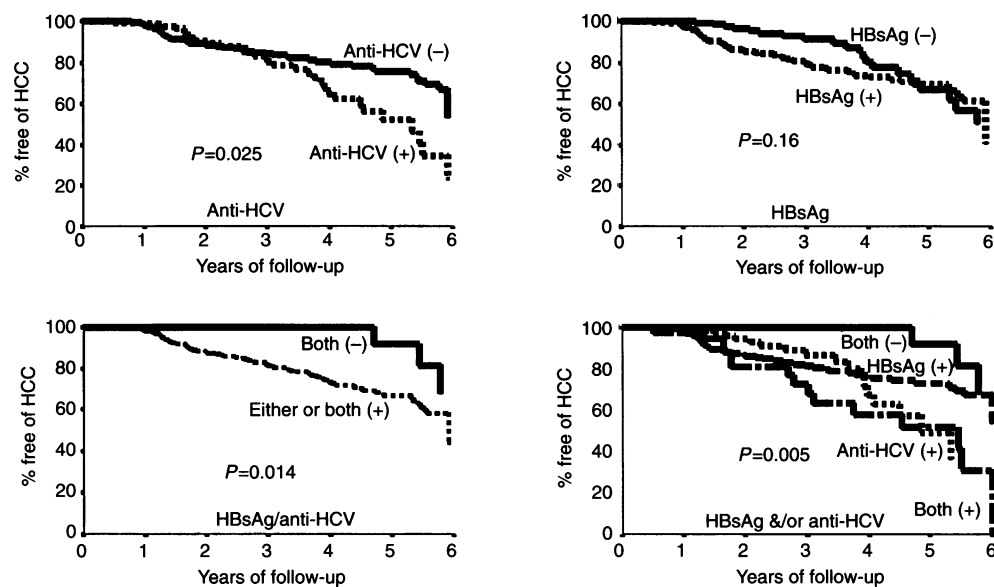 100
80
60
40
20
0
% free of HCC
Anti-HCV (–)
P=0.025
Anti-HCV (+)
Anti-HCV
0 1 2 3 4 5 6
Years of follow-up
100
80
60
40
20
0
% free of HCC
HBsAg (–)
HBsAg (+)
P=0.16
HBsAg
0 1 2 3 4 5 6
Years of follow-up
100
80
60
40
20
0
% free of HCC
Both (–)
Either or both (+)
P=0.014
HBsAg/anti-HCV
0 1 2 3 4 5 6
Years of follow-up
100
80
60
40
20
0
% free of HCC
Both (–)
HBsAg (+)
Anti-HCV (+)
P=0.005
Both (+)
HBsAg &/or anti-HCV
0 1 2 3 4 5 6
Years of follow-up